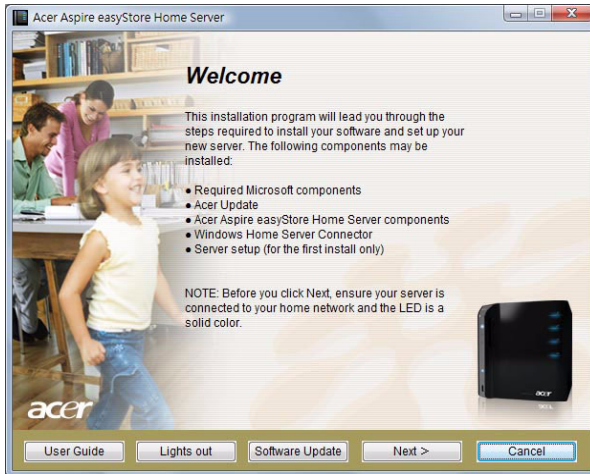 Acer Aspire easyStore Home Server
Welcome
This installation program will lead you through the
steps required to install your software and set up your
new server. The following components may be
installed:
● Required Microsoft components
● Acer Update
● Acer Aspire easyStore Home Server components
● Windows Home Server Connector
● Server setup (for the first install only)
NOTE: Before you click Next, ensure your server is
connected to your home network and the LED is a
solid color.
acer
acer
User Guide
Lights out
Software Update
Next >
Cancel